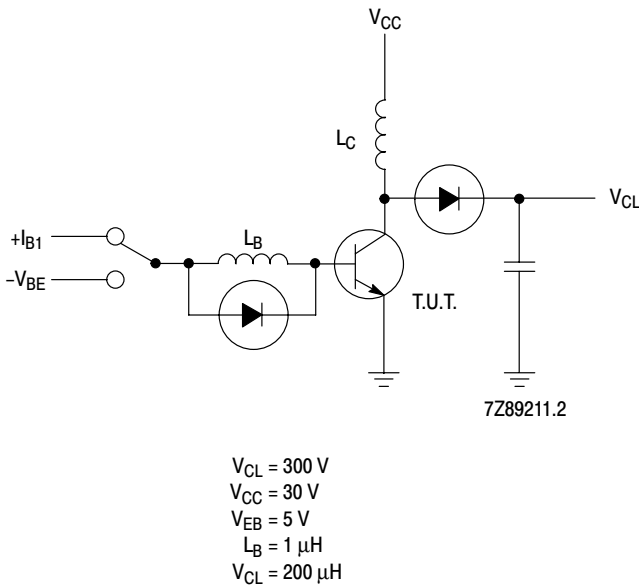 V_CC
L_C
V_CL
+I_B1
L_B
–V_BE
T.U.T.
7Z89211.2
V_CL = 300 V
V_CC = 30 V
V_EB = 5 V
L_B = 1 μH
V_CL = 200 μH